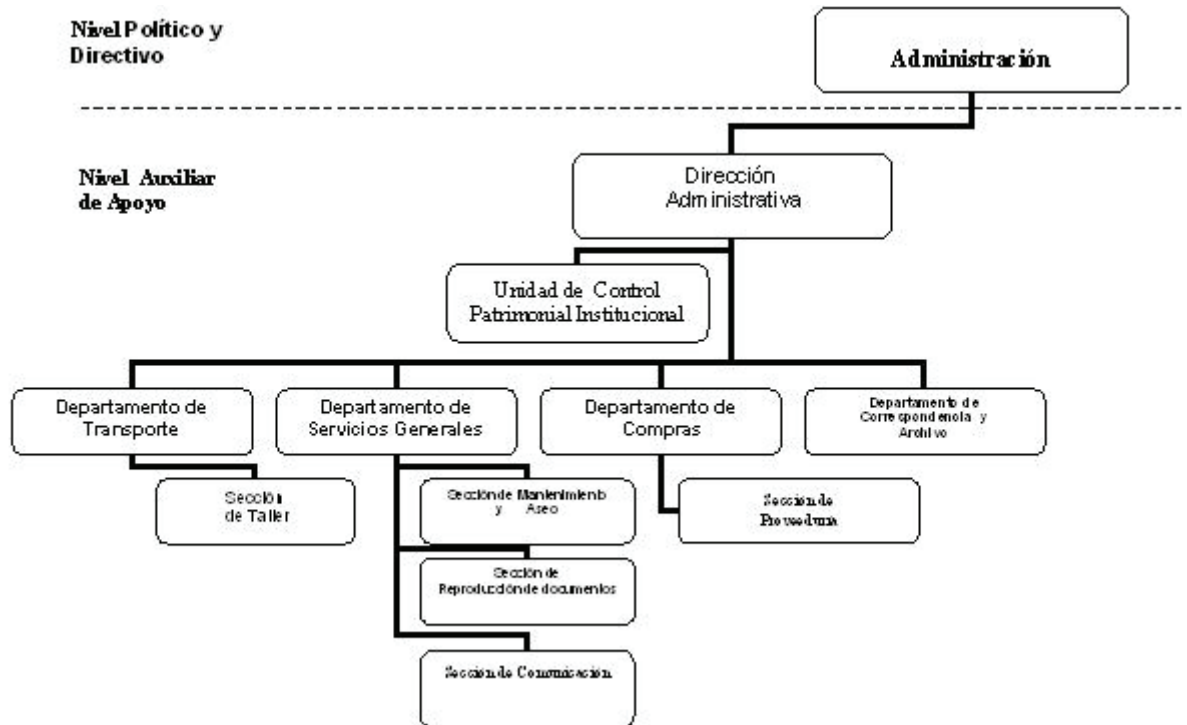 Nivel Político y
Directivo
Administración
Nivel Auxiliar
de Apoyo
Dirección
Administrativa
Unidad de Control
Patrimonial Institucional
Departamento de
Transporte
Departamento de
Servicios Generales
Departamento de
Compras
Departamento de
Correspondencia y
Archivo
Sección
de Taller
Sección de Mantenimiento
y Aseo
Sección de
Proveeduría
Sección de
Reproducción de documentos
Sección de Comunicación